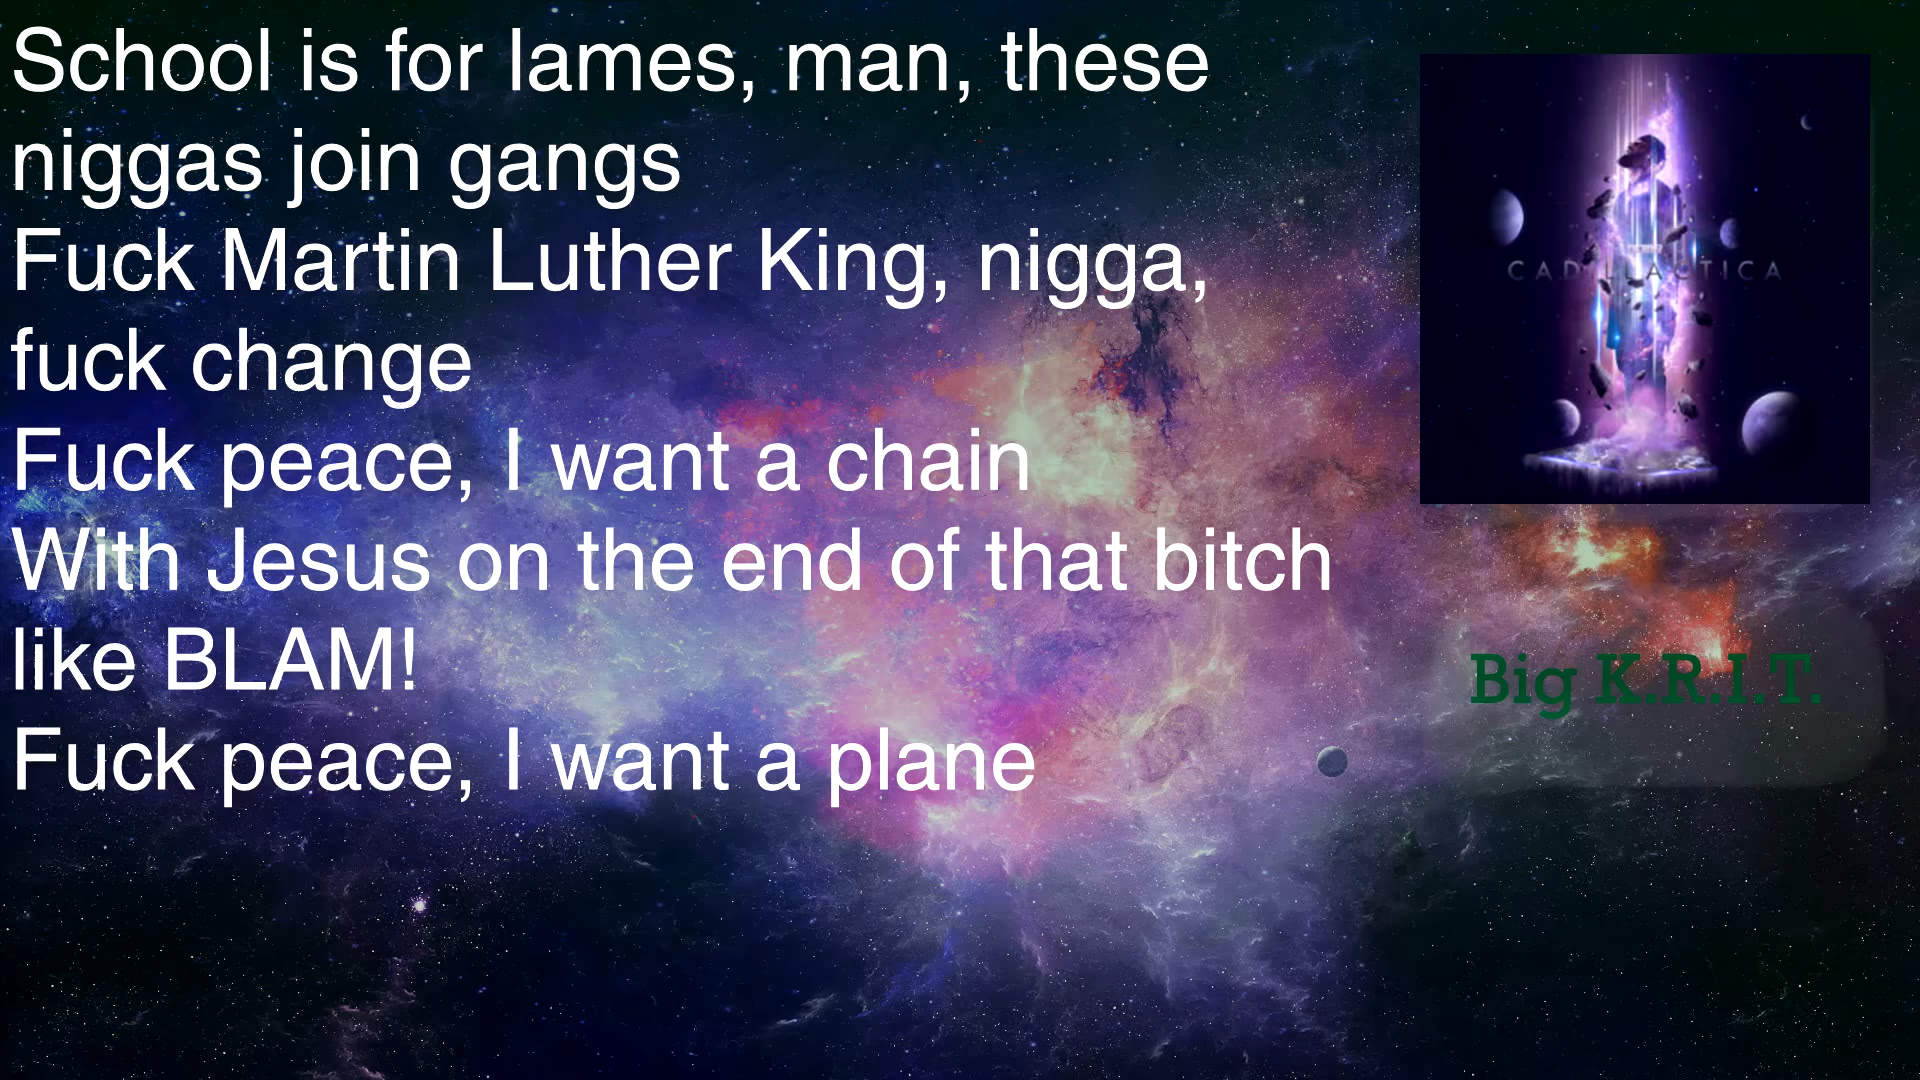 School is for lames, man, these
niggas join gangs
Fuck Martin Luther King, nigga,
fuck change
Fuck peace, I want a chain
With Jesus on the end of that bitch
like BLAM!
Fuck peace, I want a plane
CADILLACTICA
Big K.R.I.T.